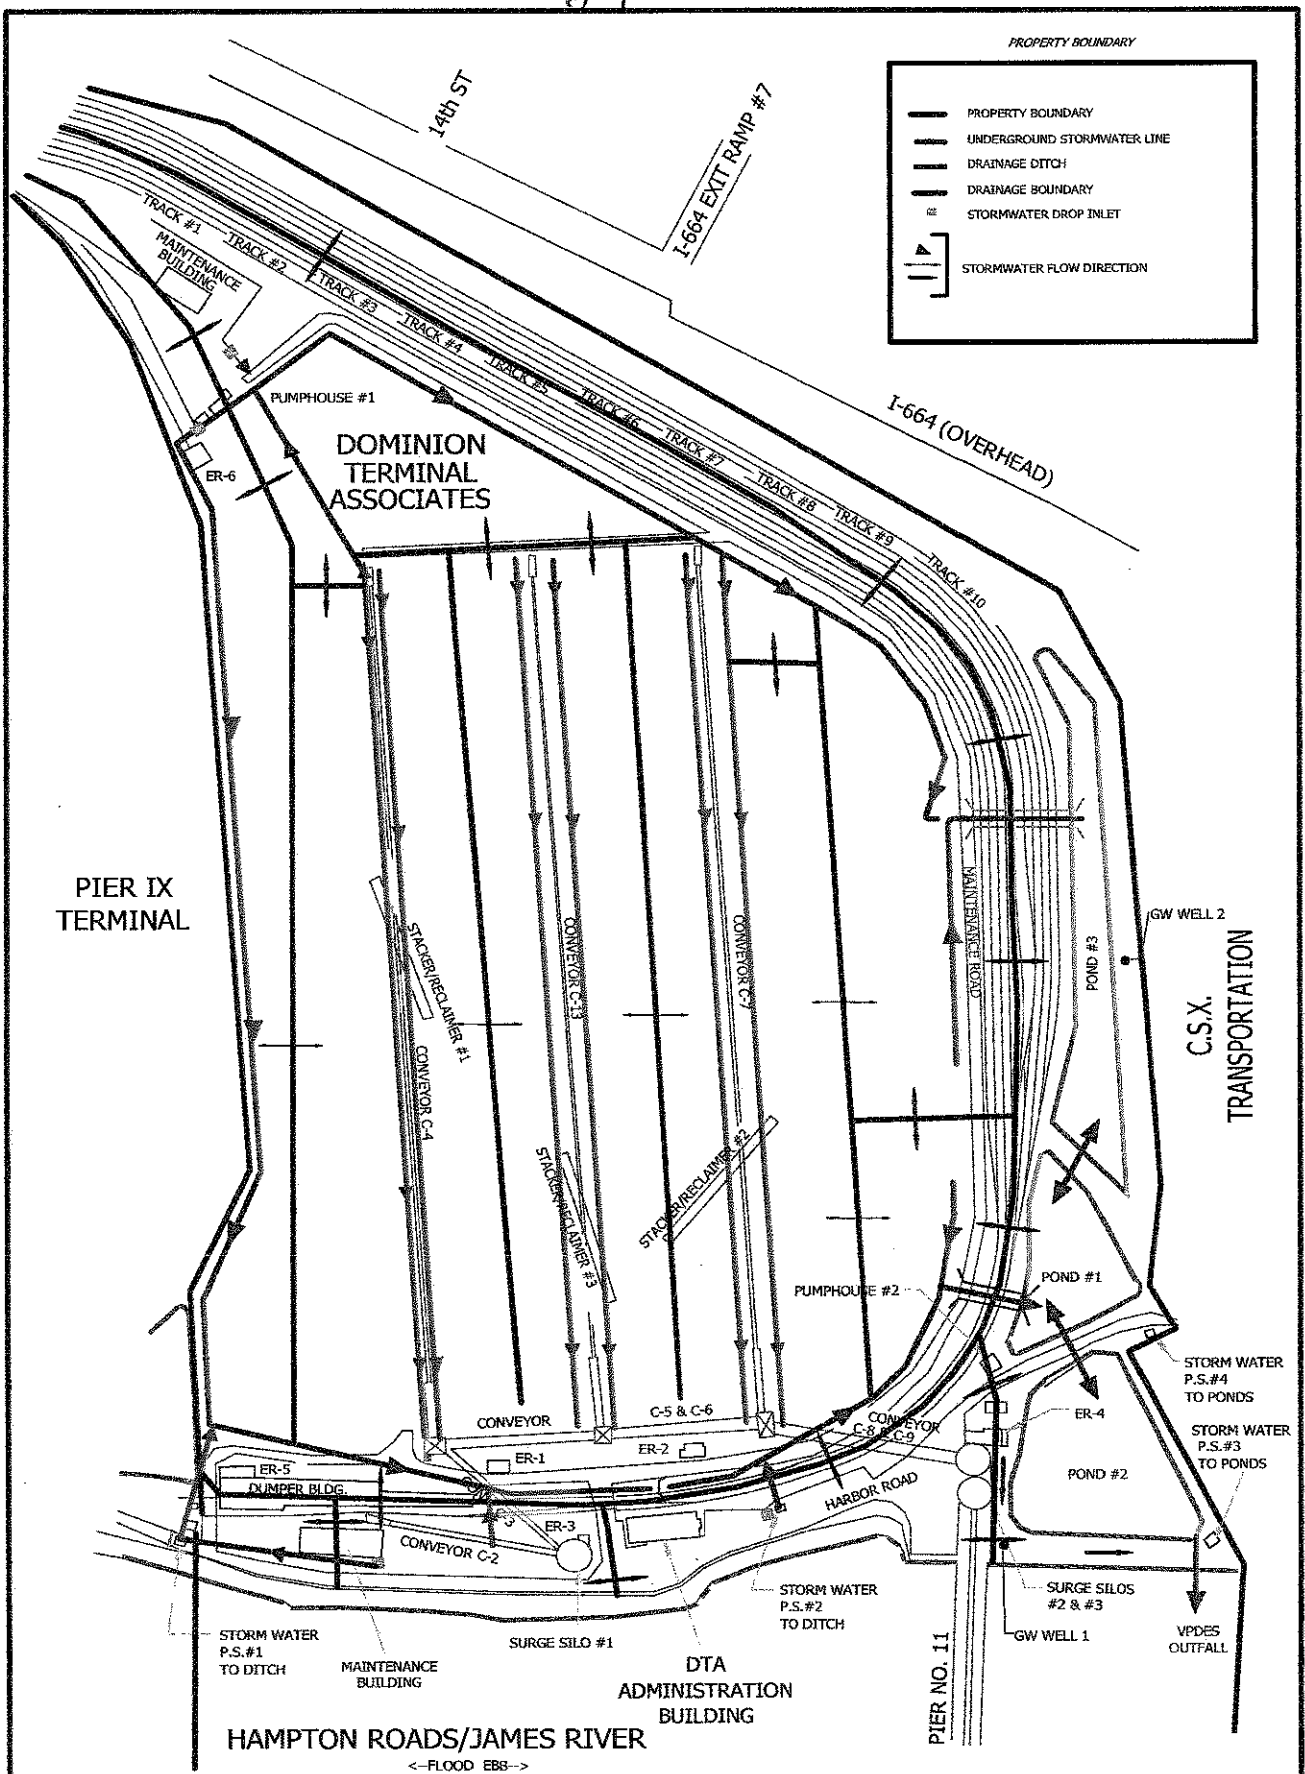 PROPERTY BOUNDARY
PROPERTY BOUNDARY
UNDERGROUND STORMWATER LINE
DRAINAGE DITCH
DRAINAGE BOUNDARY
STORMWATER DROP INLET
STORMWATER FLOW DIRECTION
14th ST
I-664 EXIT RAMP #7
I-664 (OVERHEAD)
TRACK #1
TRACK #2
TRACK #3
TRACK #4
TRACK #5
TRACK #6
TRACK #7
TRACK #8
TRACK #9
TRACK #10
MAINTENANCE
BUILDING
PUMPHOUSE #1
ER-6
DOMINION
TERMINAL
ASSOCIATES
PIER IX
TERMINAL
STACKER/RECLAIMER #1
CONVEYOR C-4
CONVEYOR C-13
STACKER/RECLAIMER #3
CONVEYOR C-7
STACKER/RECLAIMER #2
MAINTENANCE ROAD
POND #3
GW WELL 2
C.S.X.
TRANSPORTATION
PUMPHOUSE #2
POND #1
STORM WATER
P.S.#4
TO PONDS
ER-4
STORM WATER
P.S.#3
TO PONDS
POND #2
CONVEYOR
C-5 & C-6
CONVEYOR
C-8 & C-9
ER-1
ER-2
HARBOR ROAD
ER-5
DUMPER BLDG.
C-3
ER-3
CONVEYOR C-2
STORM WATER
P.S.#1
TO DITCH
MAINTENANCE
BUILDING
SURGE SILO #1
DTA
ADMINISTRATION
BUILDING
STORM WATER
P.S.#2
TO DITCH
PIER NO. 11
GW WELL 1
SURGE SILOS
#2 & #3
VPDES
OUTFALL
HAMPTON ROADS/JAMES RIVER
<--FLOOD EBB-->